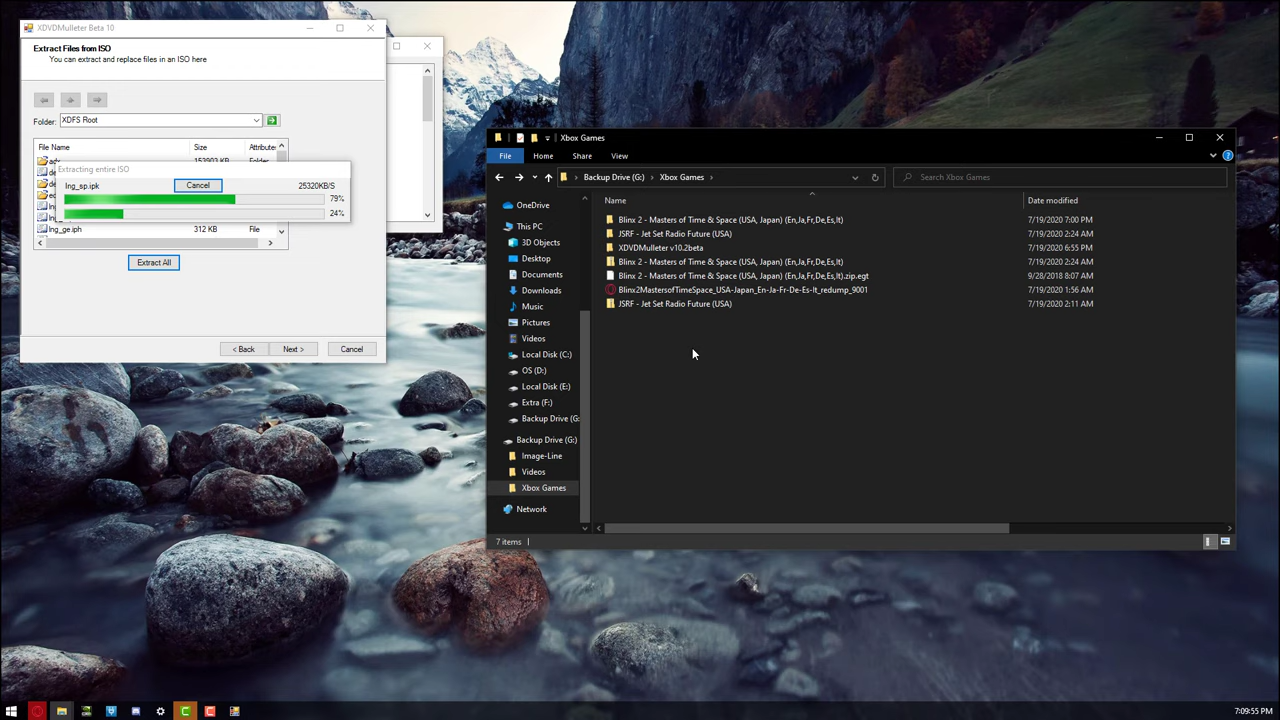 XDVDMulleter Beta 10
Extract Files from ISO
You can extract and replace files in an ISO here
Folder:
XDFS Root
File Name Size Attribute
153903 KB Folder
Extracting entire ISO
lng_sp.ipk
Cancel
25320KB/S
79%
24%
lng_ge.iph 312 KB File
Extract All
< Back
Next >
Cancel
Xbox Games
File Home Share View
Backup Drive (G:) > Xbox Games >
Search Xbox Games
Name Date modified
OneDrive
This PC
3D Objects
Desktop
Documents
Downloads
Music
Pictures
Videos
Local Disk (C:)
OS (D:)
Local Disk (E:)
Extra (F:)
Backup Drive (G:
Backup Drive (G:)
Image-Line
Videos
Xbox Games
Network
Blinx 2 - Masters of Time & Space (USA, Japan) (En,Ja,Fr,De,Es,It) 7/19/2020 7:00 PM
JSRF - Jet Set Radio Future (USA) 7/19/2020 2:24 AM
XDVDMulleter v10.2beta 7/19/2020 6:55 PM
Blinx 2 - Masters of Time & Space (USA, Japan) (En,Ja,Fr,De,Es,It) 7/19/2020 2:24 AM
Blinx 2 - Masters of Time & Space (USA, Japan) (En,Ja,Fr,De,Es,It).zip.egt 9/28/2018 8:07 AM
Blinx2MastersofTimeSpace_USA-Japan_En-Ja-Fr-De-Es-It_redump_9001 7/19/2020 1:56 AM
JSRF - Jet Set Radio Future (USA) 7/19/2020 2:11 AM
7 items
7:09:55 PM